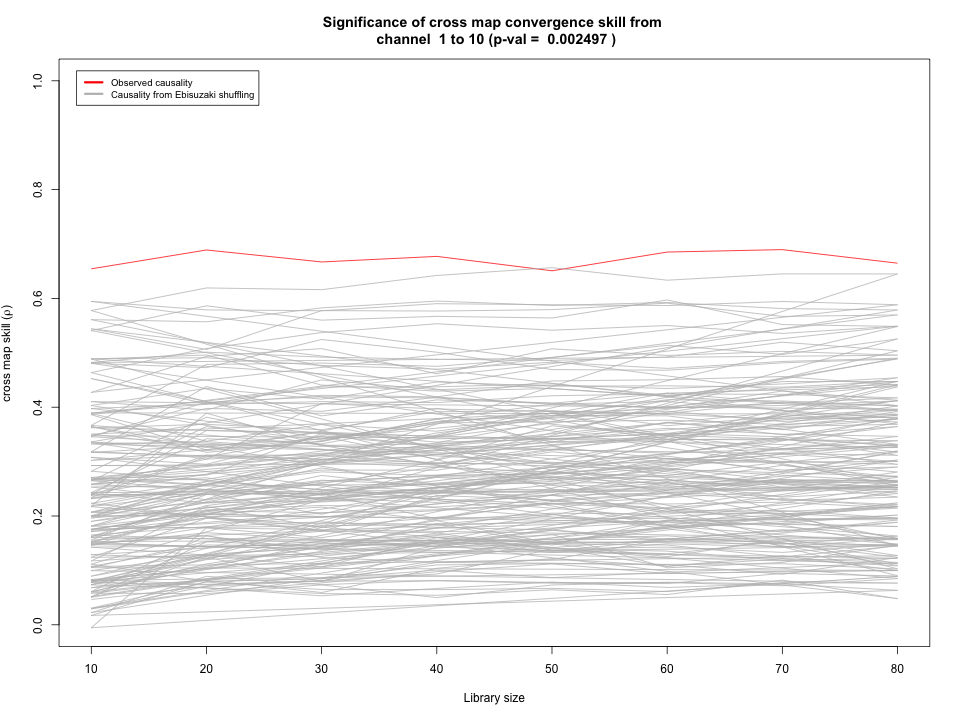 Significance of cross map convergence skill from
channel  1 to 10 (p-val =  0.002497 )
Observed causality
Causality from Ebisuzaki shuffling
cross map skill (ρ)
1.0
0.8
0.6
0.4
0.2
0.0
10 20 30 40 50 60 70 80
Library size